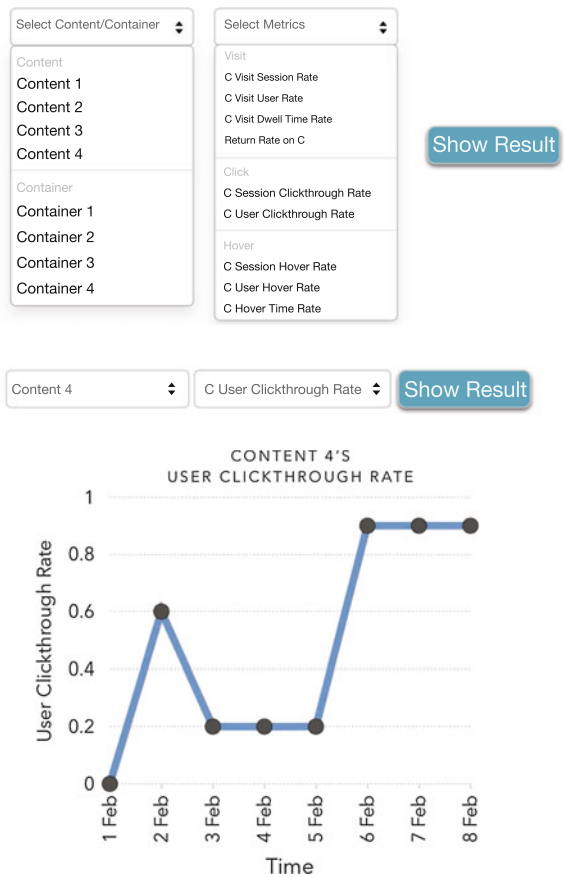 Select Content/Container
Content
Content 1
Content 2
Content 3
Content 4
Container
Container 1
Container 2
Container 3
Container 4
Select Metrics
Visit
C Visit Session Rate
C Visit User Rate
C Visit Dwell Time Rate
Return Rate on C
Click
C Session Clickthrough Rate
C User Clickthrough Rate
Hover
C Session Hover Rate
C User Hover Rate
C Hover Time Rate
Show Result
Content 4
C User Clickthrough Rate
Show Result
CONTENT 4'S
USER CLICKTHROUGH RATE
User Clickthrough Rate
1
0.8
0.6
0.4
0.2
0
1 Feb
2 Feb
3 Feb
4 Feb
5 Feb
6 Feb
7 Feb
8 Feb
Time